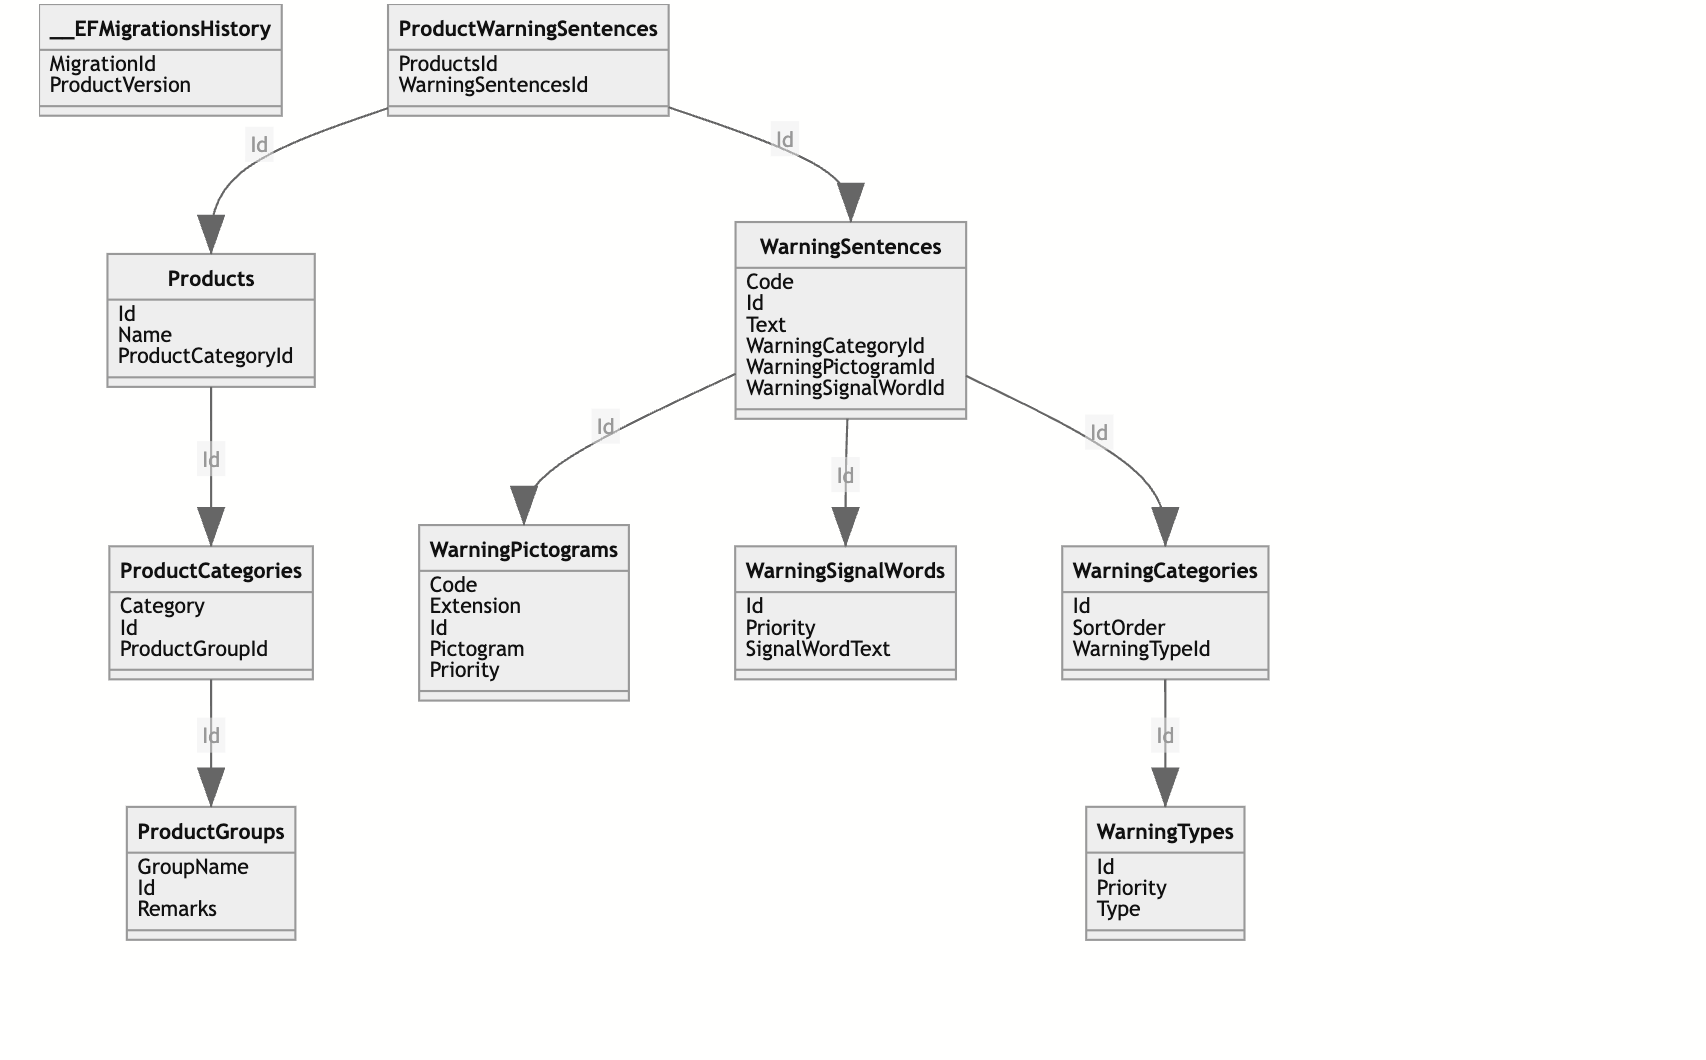 __EFMigrationsHistory
MigrationId
ProductVersion
ProductWarningSentences
ProductsId
WarningSentencesId
Id
Id
Products
Id
Name
ProductCategoryId
WarningSentences
Code
Id
Text
WarningCategoryId
WarningPictogramId
WarningSignalWordId
Id
Id
Id
Id
ProductCategories
Category
Id
ProductGroupId
WarningPictograms
Code
Extension
Id
Pictogram
Priority
WarningSignalWords
Id
Priority
SignalWordText
WarningCategories
Id
SortOrder
WarningTypeId
Id
Id
ProductGroups
GroupName
Id
Remarks
WarningTypes
Id
Priority
Type